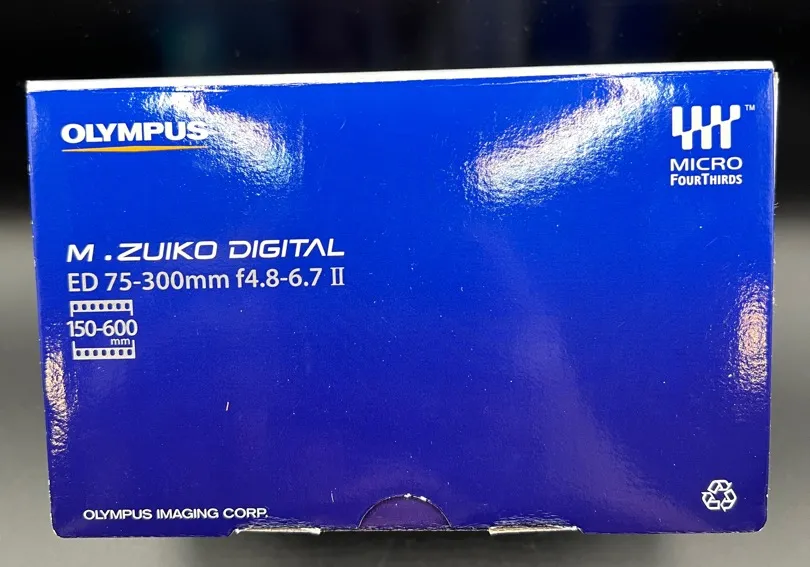 OLYMPUS
™
MICRO
FOURTHIRDS
M.ZUIKO DIGITAL
ED 75-300mm f4.8-6.7 II
150-600
mm
OLYMPUS IMAGING CORP.